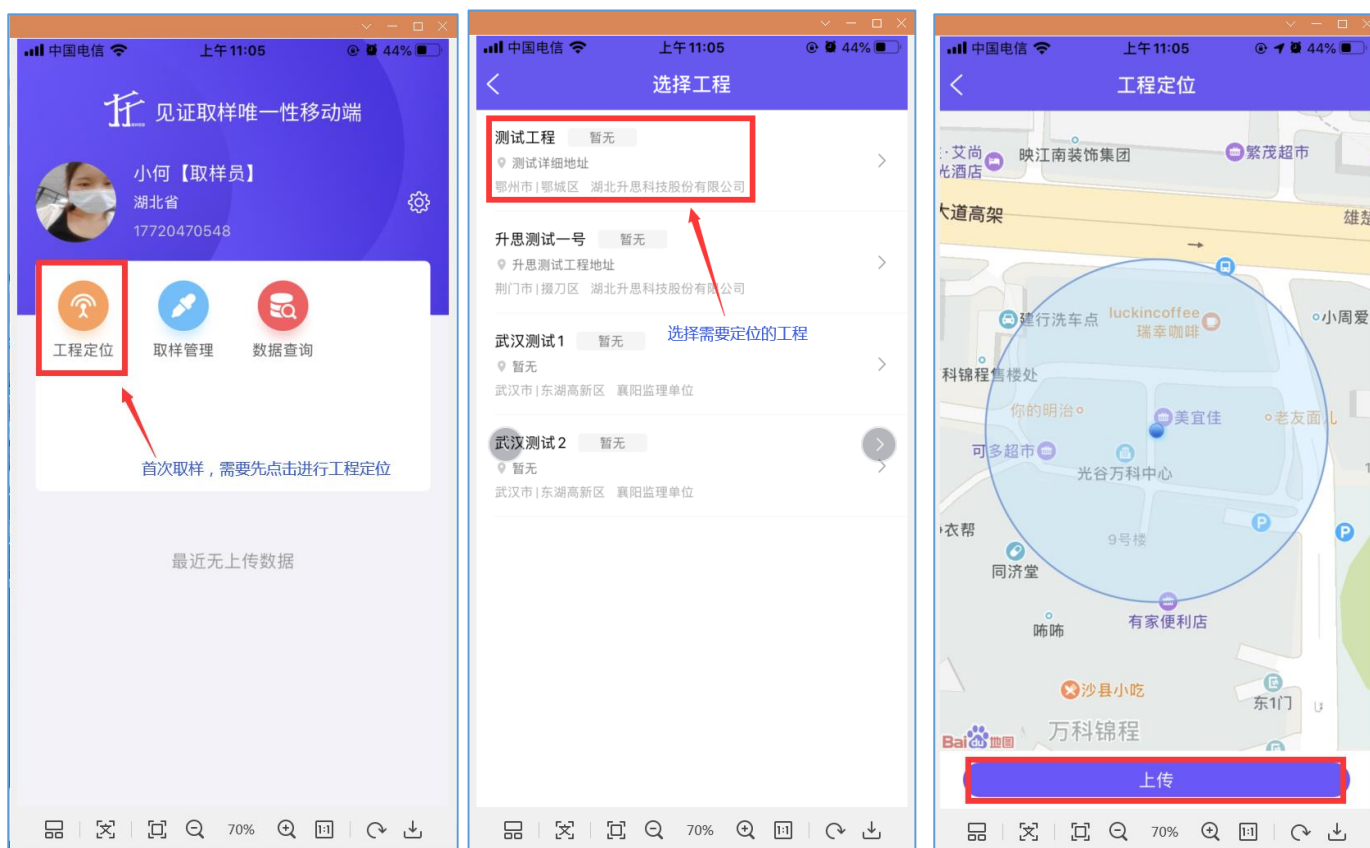 中国电信
上午11:05
44%
见证取样唯一性移动端
小何【取样员】
湖北省
17720470548
工程定位
取样管理
数据查询
首次取样，需要先点击进行工程定位
最近无上传数据
70%
1:1
中国电信
上午11:05
44%
选择工程
测试工程 暂无
测试详细地址
鄂州市|鄂城区 湖北升思科技股份有限公司
升思测试一号 暂无
升思测试工程地址
荆门市|掇刀区 湖北升思科技股份有限公司
选择需要定位的工程
武汉测试1 暂无
暂无
武汉市|东湖高新区 襄阳监理单位
武汉测试2 暂无
暂无
武汉市|东湖高新区 襄阳监理单位
70%
1:1
中国电信
上午11:05
44%
工程定位
·艾尚
光酒店
映江南装饰集团
繁茂超市
大道高架
雄楚
建行洗车点
luckincoffee
瑞幸咖啡
小周爱
科锦程售楼处
你的明治
美宜佳
老友面儿
可多超市
光谷万科中心
衣帮
9号楼
P
P
同济堂
咘咘
有家便利店
沙县小吃
东1门
万科锦程
Bai du 地图
上传
70%
1:1